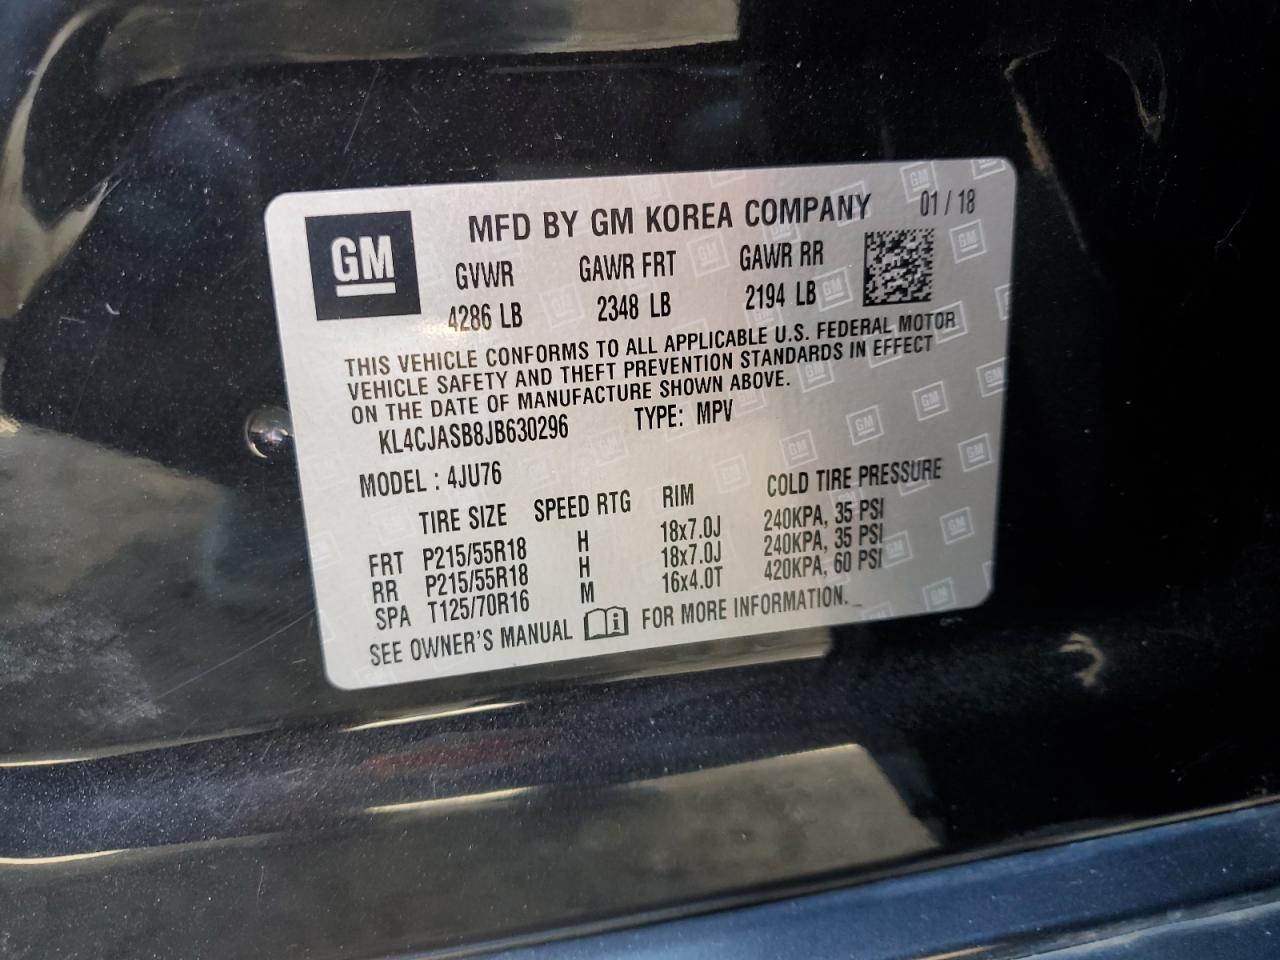 GM
MFD BY GM KOREA COMPANY 01 / 18
GVWR GAWR FRT GAWR RR
4286 LB 2348 LB 2194 LB
THIS VEHICLE CONFORMS TO ALL APPLICABLE U.S. FEDERAL MOTOR
VEHICLE SAFETY AND THEFT PREVENTION STANDARDS IN EFFECT
ON THE DATE OF MANUFACTURE SHOWN ABOVE.
KL4CJASB8JB630296 TYPE: MPV
MODEL : 4JU76
TIRE SIZE SPEED RTG RIM COLD TIRE PRESSURE
FRT P215/55R18 H 18x7.0J 240KPA, 35 PSI
RR P215/55R18 H 18x7.0J 240KPA, 35 PSI
SPA T125/70R16 M 16x4.0T 420KPA, 60 PSI
SEE OWNER'S MANUAL i FOR MORE INFORMATION._